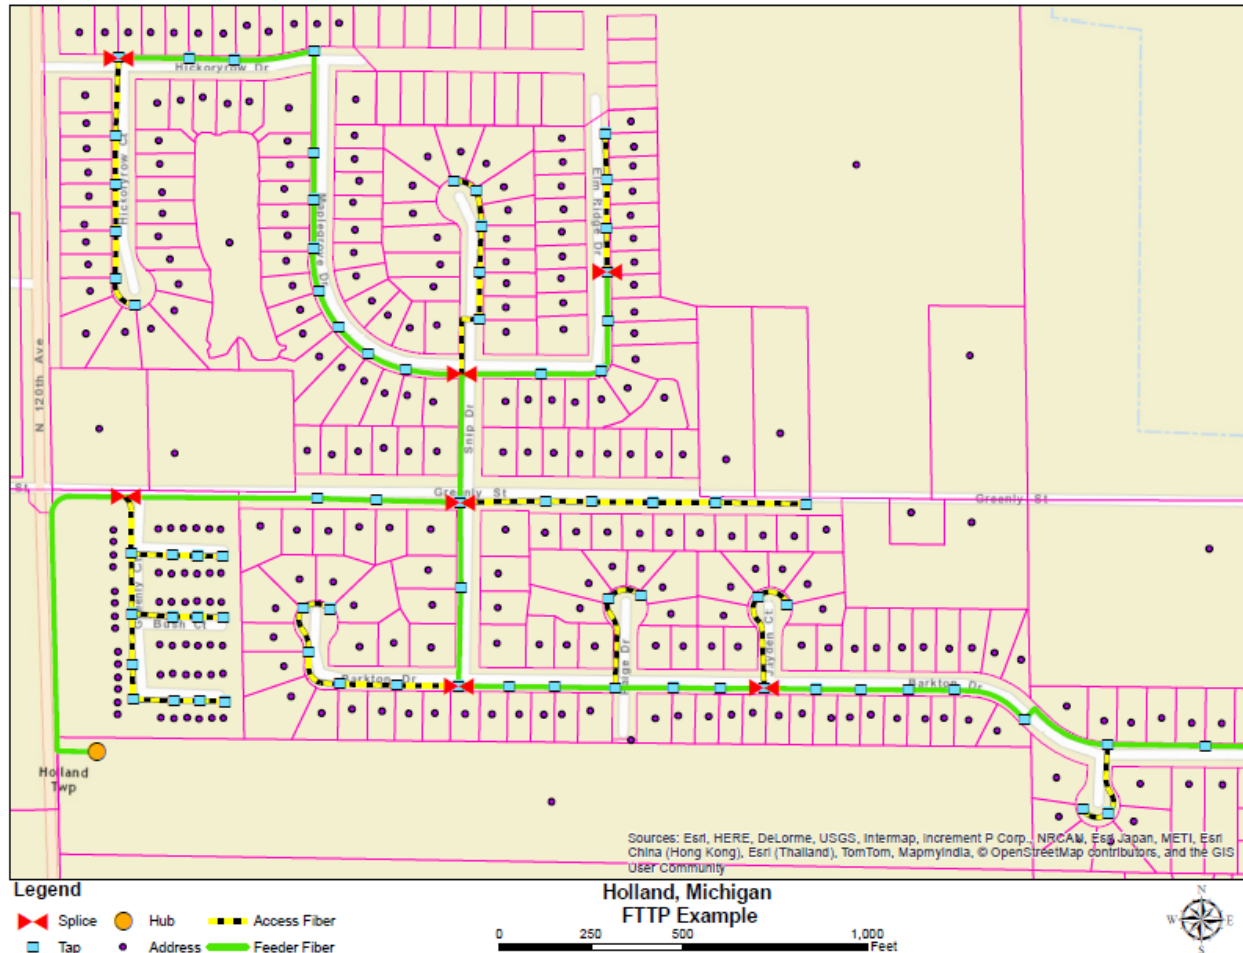 Hickoryrow Dr
Hickoryrow Ct
Maplegrove Dr
Elm Ridge Dr
N 120th Ave
Snip Dr
St
Greenly St
Greenly St
Bush Ct
Barkton Dr
Paige Dr
Jayden Ct
Barkton Dr
Holland
Twp
Sources: Esri, HERE, DeLorme, USGS, Intermap, increment P Corp., NRCAN, Esri Japan, METI, Esri
China (Hong Kong), Esri (Thailand), TomTom, MapmyIndia, © OpenStreetMap contributors, and the GIS
User Community
Legend
Splice
Hub
Access Fiber
Tap
Address
Feeder Fiber
Holland, Michigan
FTTP Example
0 250 500 1,000
Feet
N
W E
S